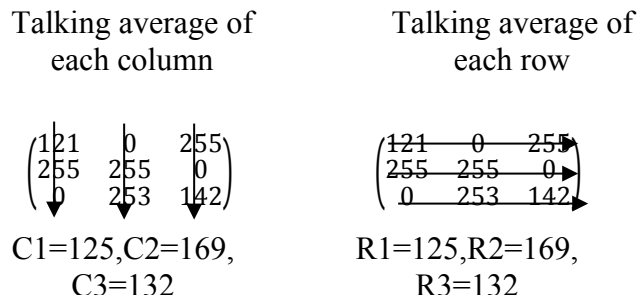 Talking average of
each column
121 0 255
255 255 0
0 253 142
C1=125,C2=169,
C3=132
Talking average of
each row
121 0 255
255 255 0
0 253 142
R1=125,R2=169,
R3=132